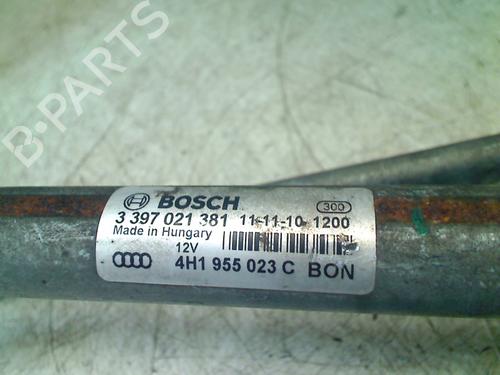 B-PARTS
BOSCH 300
3 397 021 381 11-11-10 1200
Made in Hungary
12V
4H1 955 023 C BON
B-PARTS